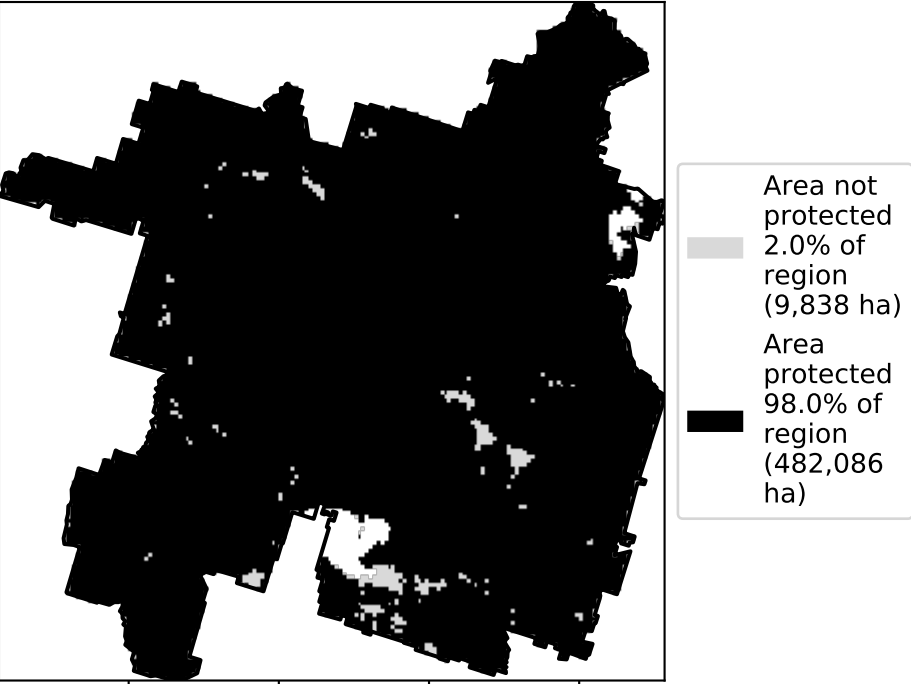 Area not
protected
2.0% of
region
(9,838 ha)
Area
protected
98.0% of
region
(482,086
ha)